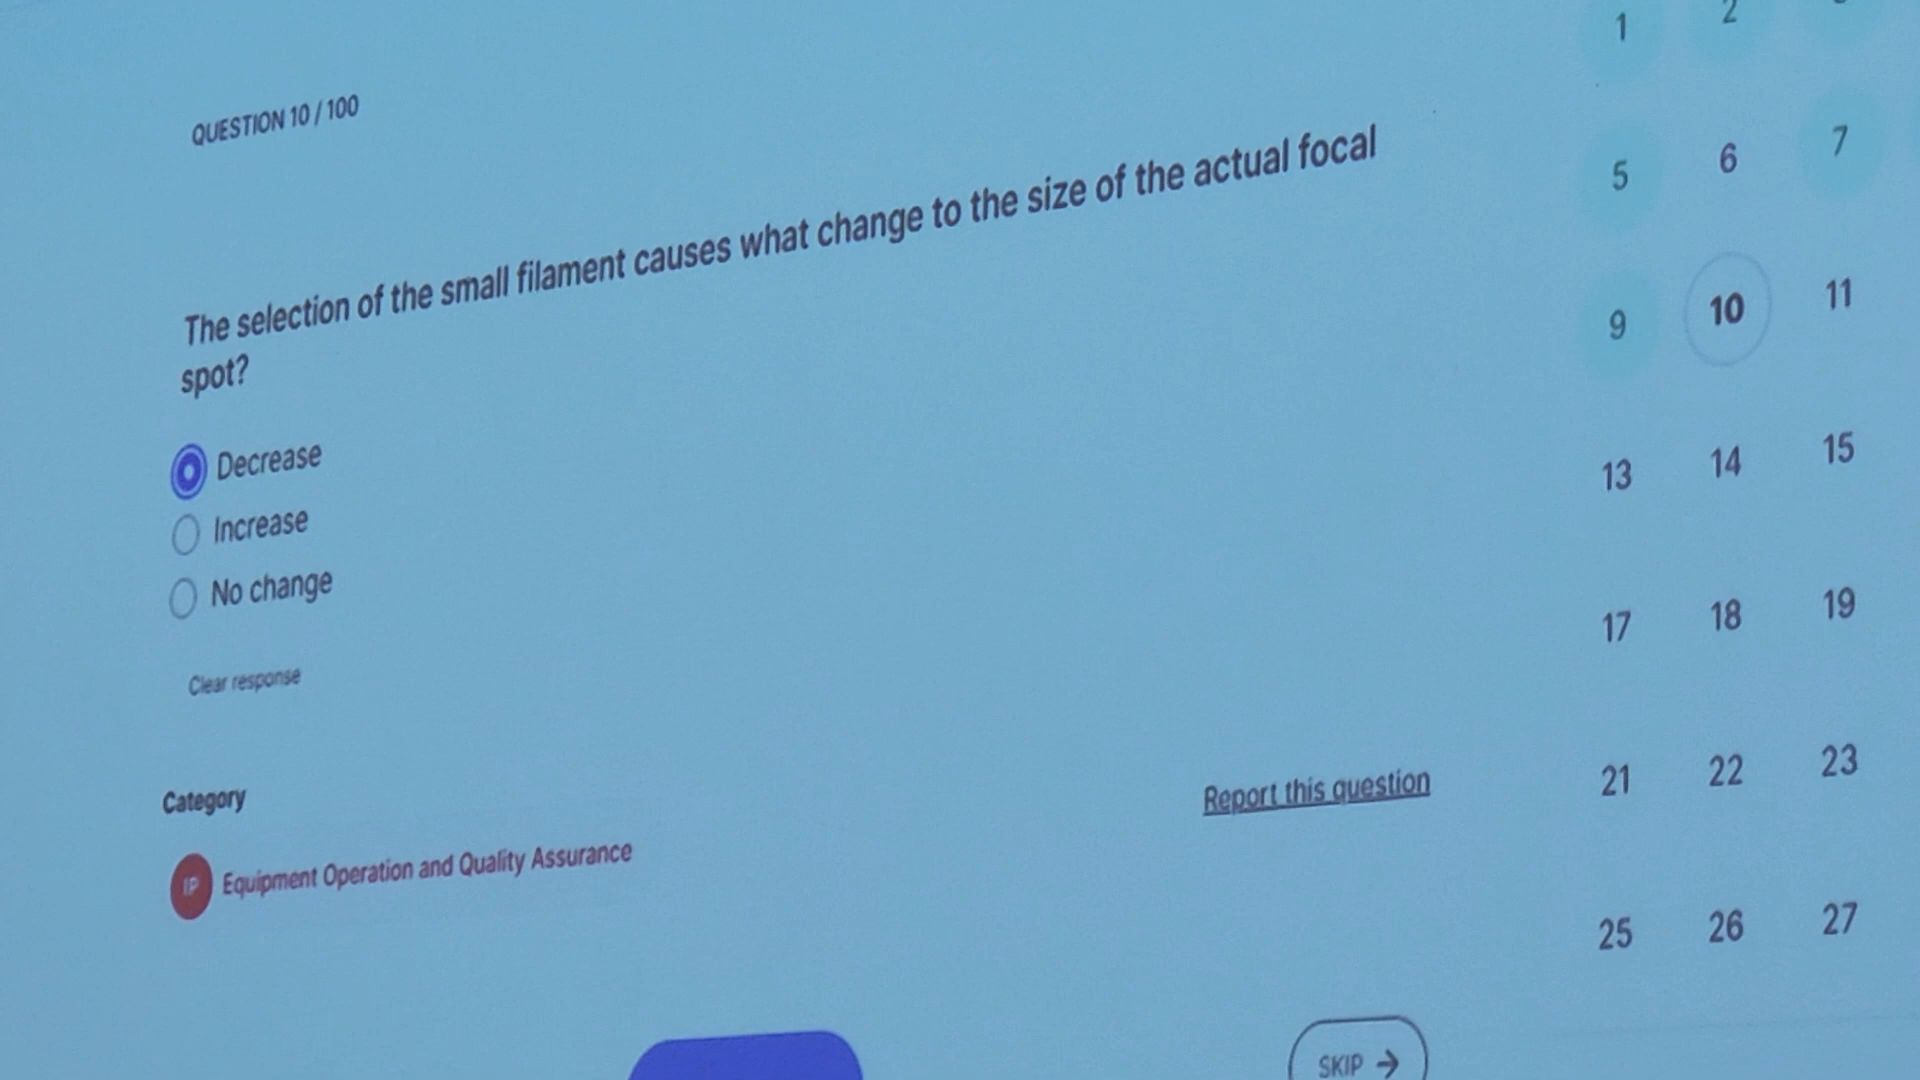 QUESTION 10 / 100
The selection of the small filament causes what change to the size of the actual focal
spot?
Decrease
Increase
No change
Clear response
Category
IP Equipment Operation and Quality Assurance
Report this question
SKIP →
1 2
5 6 7
9 10 11
13 14 15
17 18 19
21 22 23
25 26 27